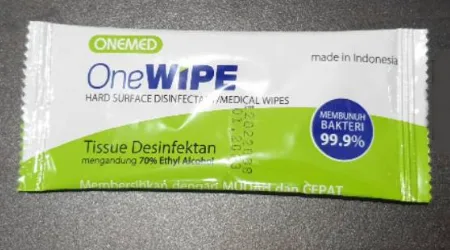 ONEMED
made in Indonesia
OneWIPE
HARD SURFACE DISINFECTANT/MEDICAL WIPES
MEMBUNUH
BAKTERI
99.9%
Tissue Desinfektan
mengandung 70% Ethyl Alcohol
Membersihkan dengan MUDAH dan CEPAT